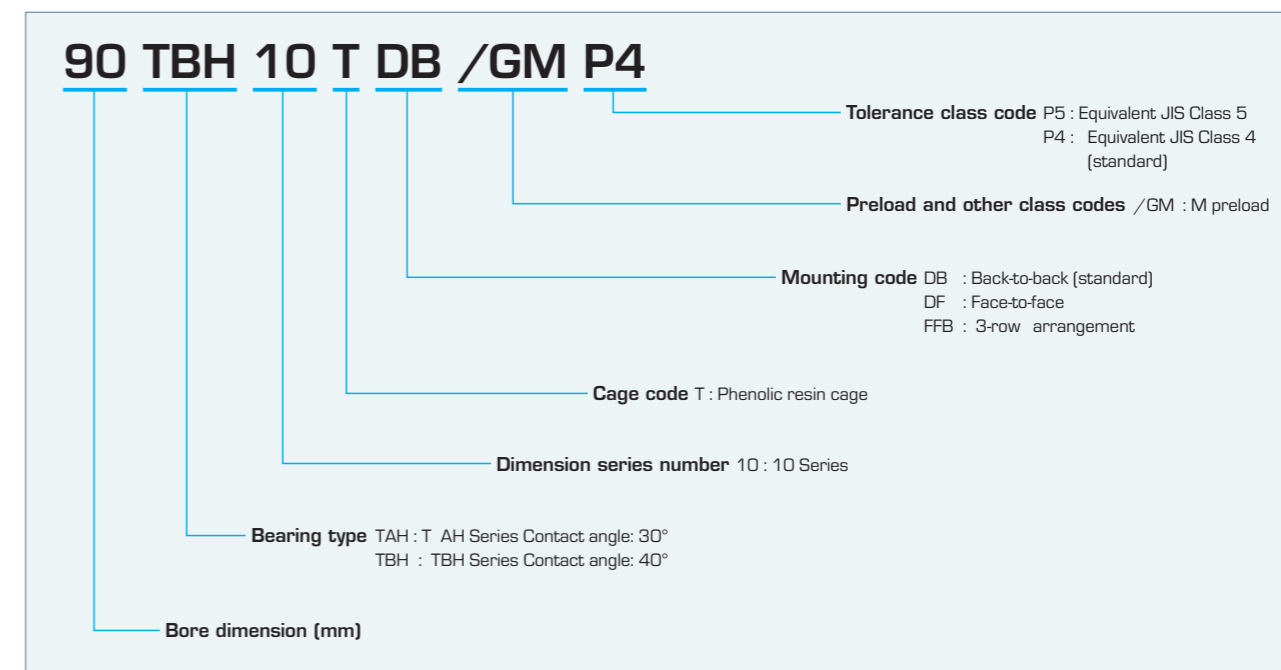 90 TBH 10 T DB /GM P4
Tolerance class code P5 : Equivalent JIS Class 5
P4 : Equivalent JIS Class 4
(standard)
Preload and other class codes /GM : M preload
Mounting code DB : Back-to-back (standard)
DF : Face-to-face
FFB : 3-row arrangement
Cage code T : Phenolic resin cage
Dimension series number 10 : 10 Series
Bearing type TAH : T AH Series Contact angle: 30°
TBH : TBH Series Contact angle: 40°
Bore dimension (mm)